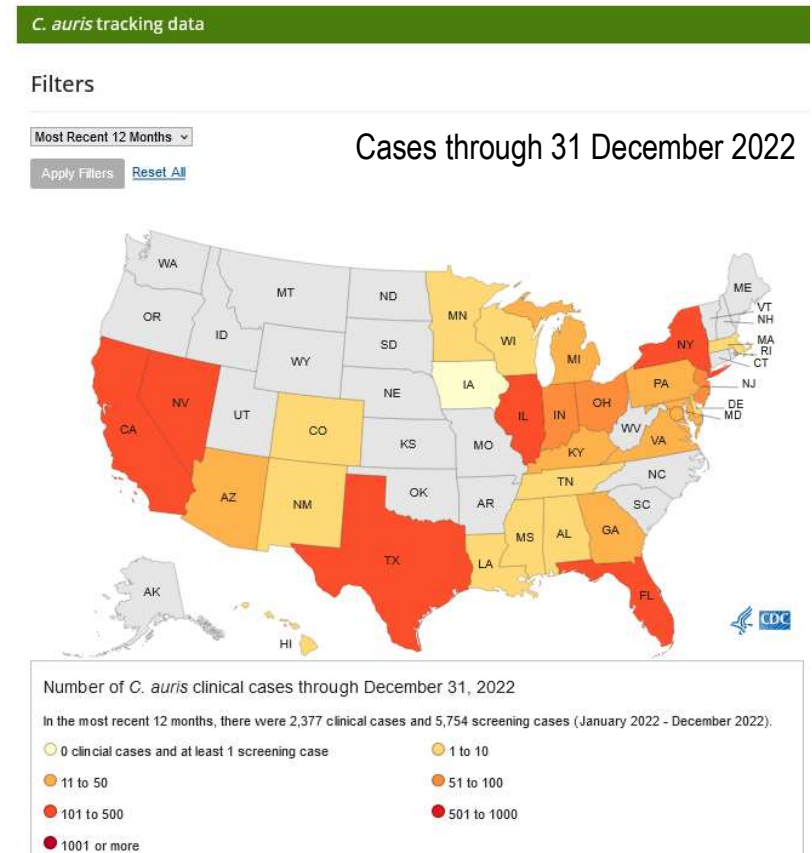 C. auris tracking data
Filters
Most Recent 12 Months
Cases through 31 December 2022
Apply Filters Reset All
WA
MT
ND
MN
ME
VT
NH
OR
ID
SD
WI
MA
RI
CT
WY
MI
NY
NE
IA
PA
NJ
NV
UT
IL
IN
OH
DE
MD
CA
CO
KS
MO
WV
VA
KY
AZ
NM
OK
AR
TN
NC
SC
MS
AL
GA
TX
LA
AK
FL
HI
CDC
Number of C. auris clinical cases through December 31, 2022
In the most recent 12 months, there were 2,377 clinical cases and 5,754 screening cases (January 2022 - December 2022).
0 clincial cases and at least 1 screening case
1 to 10
11 to 50
51 to 100
101 to 500
501 to 1000
1001 or more